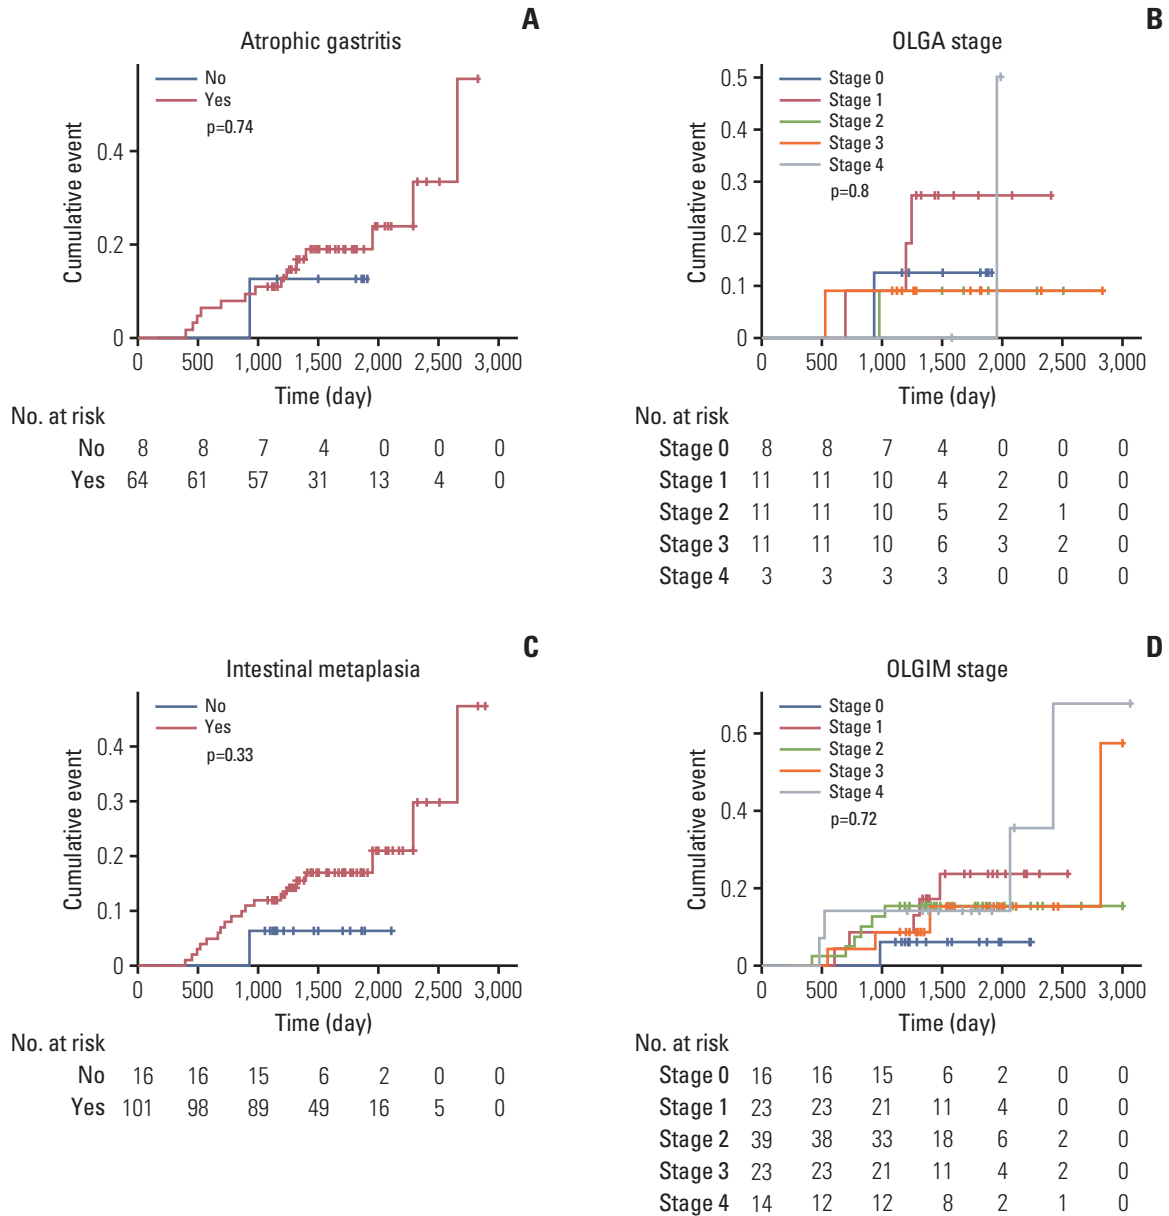 A
Atrophic gastritis
No
Yes
p=0.74
Cumulative event
0.4
0.2
0
0 500 1,000 1,500 2,000 2,500 3,000
Time (day)
No. at risk
No 8 8 7 4 0 0 0
Yes 64 61 57 31 13 4 0
B
OLGA stage
Stage 0
Stage 1
Stage 2
Stage 3
Stage 4
p=0.8
Cumulative event
0.5
0.4
0.3
0.2
0.1
0
0 500 1,000 1,500 2,000 2,500 3,000
Time (day)
No. at risk
Stage 0 8 8 7 4 0 0 0
Stage 1 11 11 10 4 2 0 0
Stage 2 11 11 10 5 2 1 0
Stage 3 11 11 10 6 3 2 0
Stage 4 3 3 3 3 0 0 0
C
Intestinal metaplasia
No
Yes
p=0.33
Cumulative event
0.4
0.3
0.2
0.1
0
0 500 1,000 1,500 2,000 2,500 3,000
Time (day)
No. at risk
No 16 16 15 6 2 0 0
Yes 101 98 89 49 16 5 0
D
OLGIM stage
Stage 0
Stage 1
Stage 2
Stage 3
Stage 4
p=0.72
Cumulative event
0.6
0.4
0.2
0
0 500 1,000 1,500 2,000 2,500 3,000
Time (day)
No. at risk
Stage 0 16 16 15 6 2 0 0
Stage 1 23 23 21 11 4 0 0
Stage 2 39 38 33 18 6 2 0
Stage 3 23 23 21 11 4 2 0
Stage 4 14 12 12 8 2 1 0